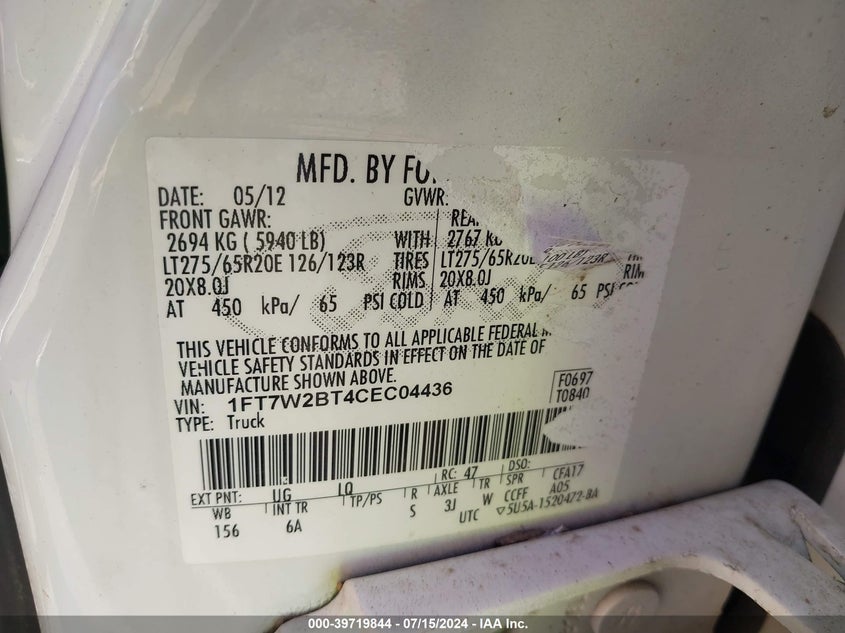 MFD. BY FO
DATE: 05/12 GVWR:
FRONT GAWR: REA
2694 KG ( 5940 LB) WITH 2767 KG
LT275/65R20E 126/123R TIRES LT275/65R20E 126/123R
20X8.0J RIMS 20X8.0J RIM
AT 450 kPa/ 65 PSI COLD AT 450 kPa/ 65 PSI COLD
THIS VEHICLE CONFORMS TO ALL APPLICABLE FEDERAL M
VEHICLE SAFETY STANDARDS IN EFFECT ON THE DATE OF
MANUFACTURE SHOWN ABOVE.
VIN: 1FT7W2BT4CEC04436 F0697
TYPE: Truck T0840
EXT PNT: UG LQ RC: 47 DSO:
WB INT TR TP/PS R AXLE TR SPR CFA17
156 6A S 3J W CCFF A05
UTC ▽5U5A-1520472-BA
000-39719844 - 07/15/2024 - IAA Inc.